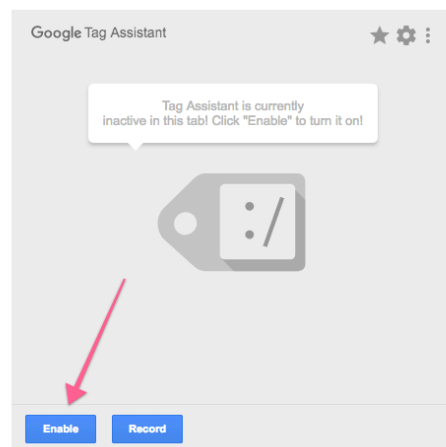 Google Tag Assistant
Tag Assistant is currently
inactive in this tab! Click "Enable" to turn it on!
:/
Enable
Record